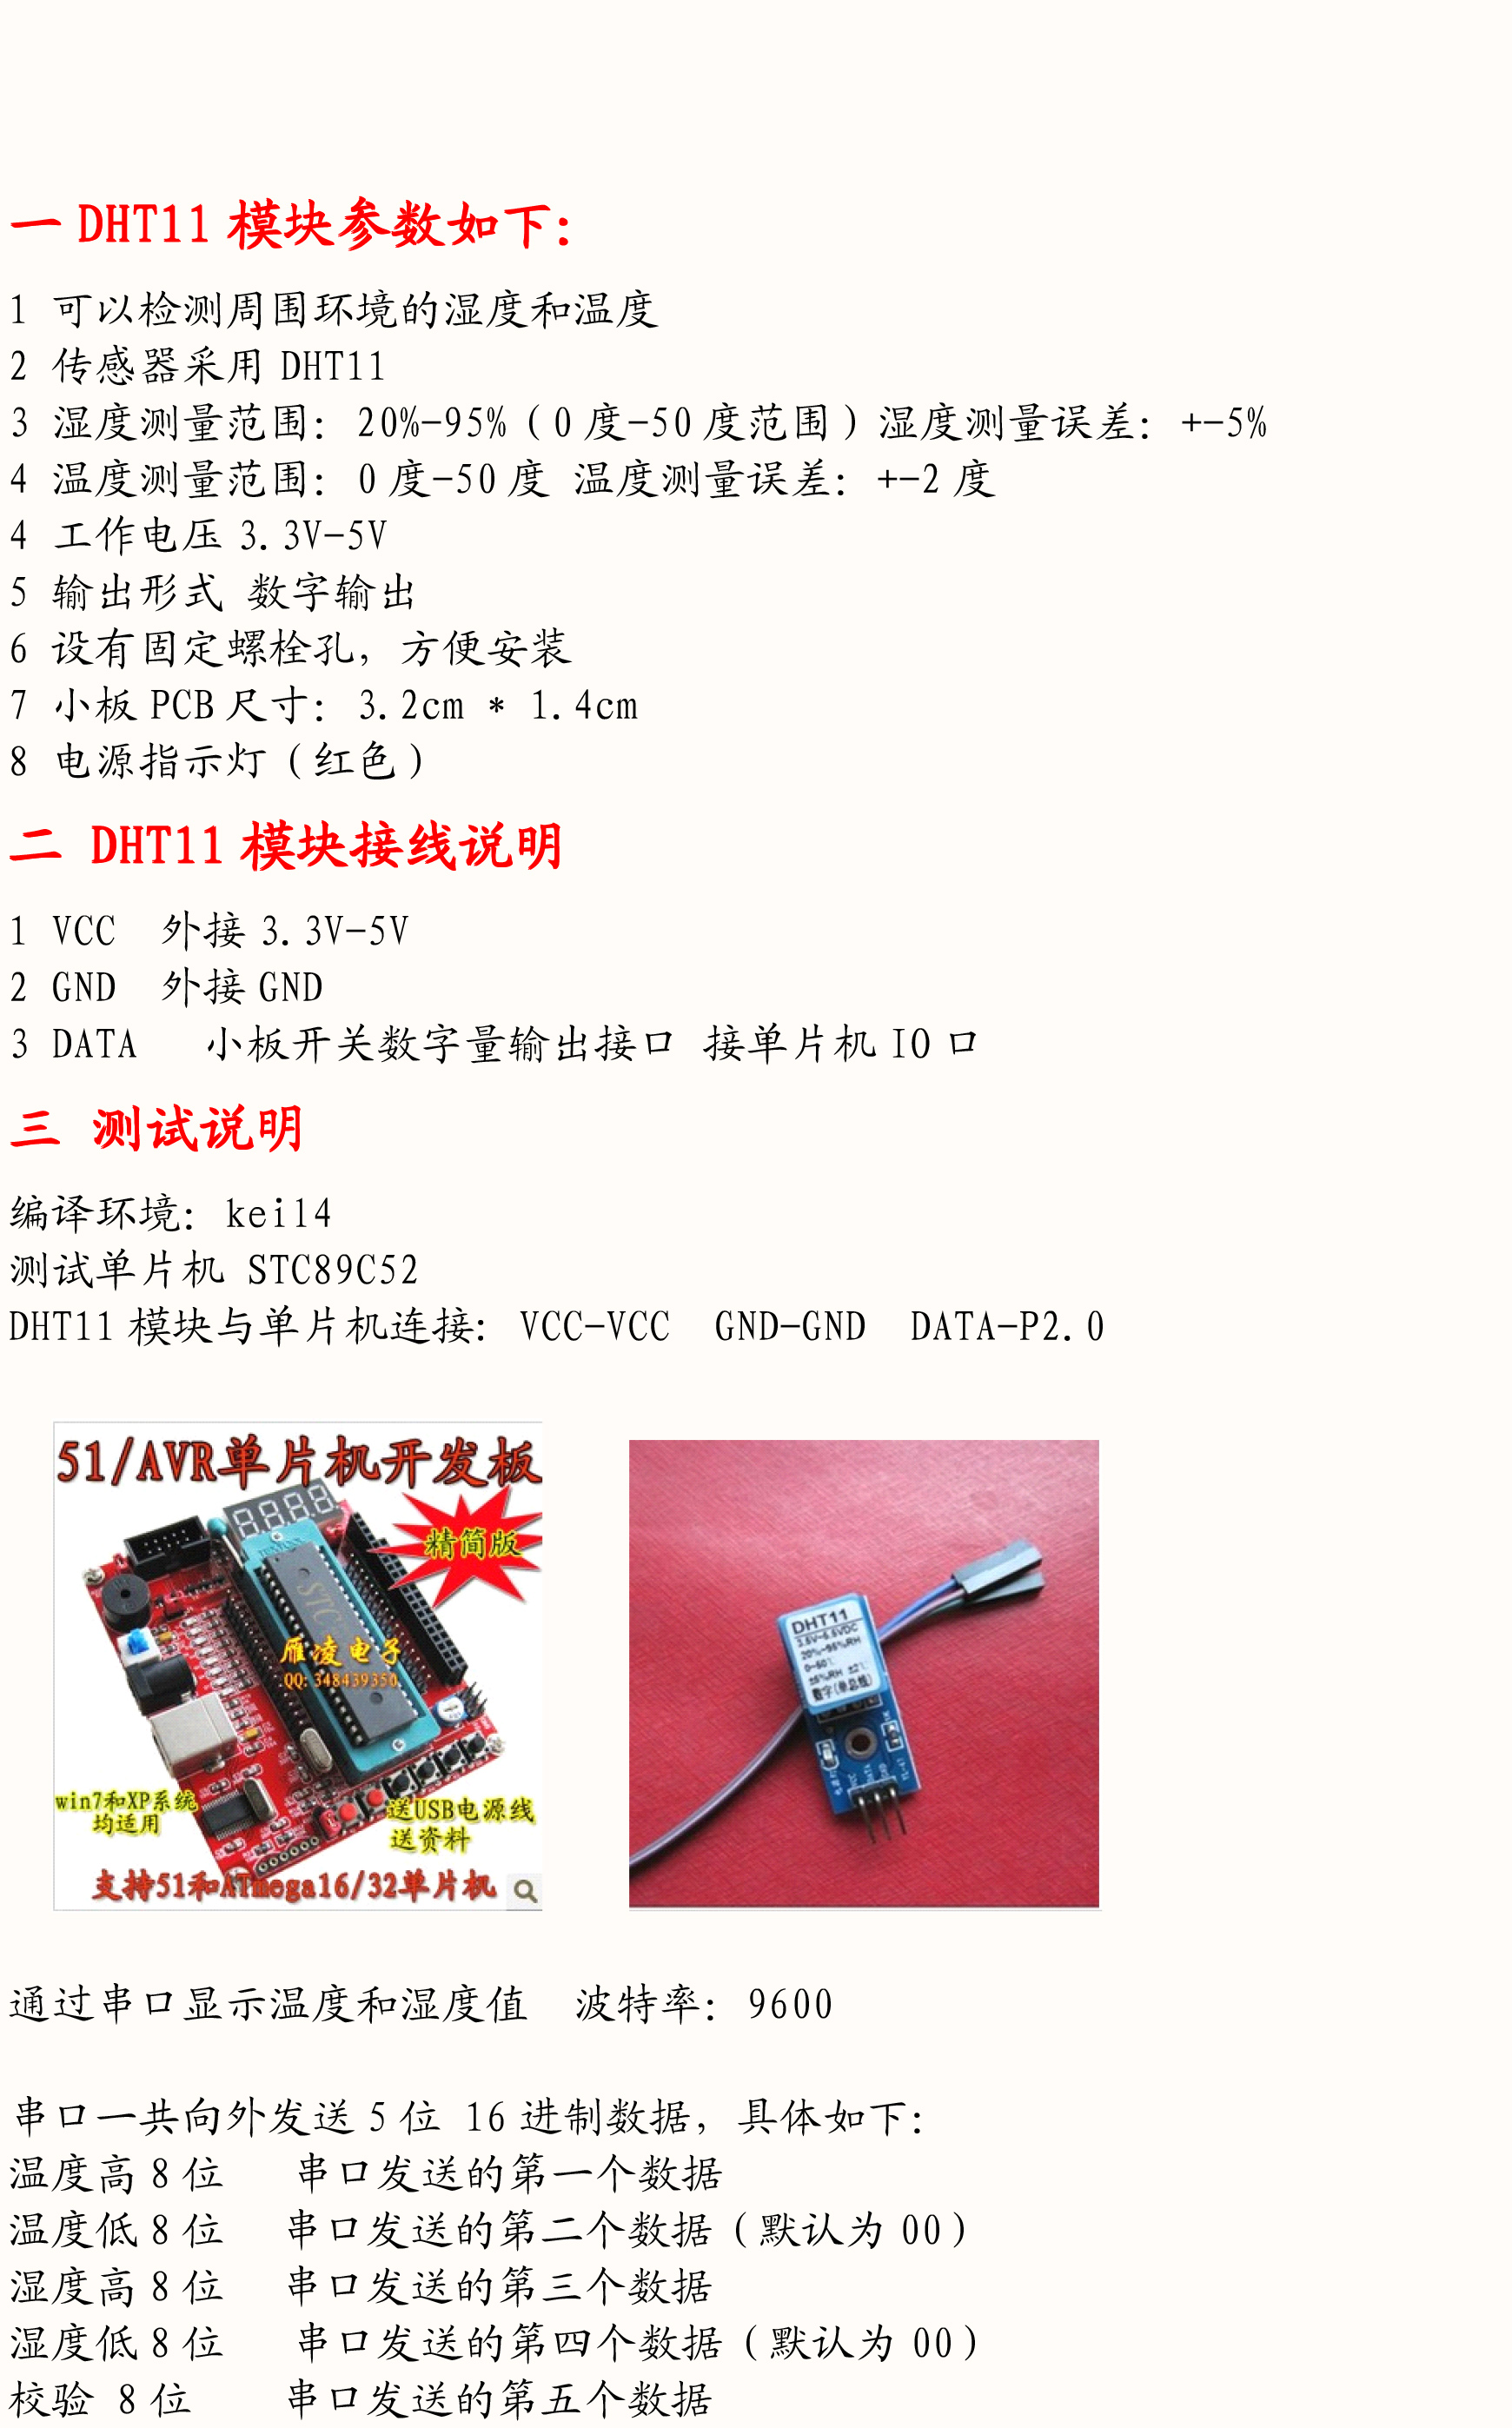 一 DHT11 模块参数如下：
1 可以检测周围环境的湿度和温度
2 传感器采用 DHT11
3 湿度测量范围：20%-95%（0 度-50 度范围）湿度测量误差：+-5%
4 温度测量范围：0 度-50 度 温度测量误差：+-2 度
4 工作电压 3.3V-5V
5 输出形式 数字输出
6 设有固定螺栓孔，方便安装
7 小板 PCB 尺寸：3.2cm * 1.4cm
8 电源指示灯（红色）
二 DHT11 模块接线说明
1 VCC 外接 3.3V-5V
2 GND 外接 GND
3 DATA 小板开关数字量输出接口 接单片机 IO 口
三 测试说明
编译环境：keil4
测试单片机 STC89C52
DHT11 模块与单片机连接：VCC-VCC GND-GND DATA-P2.0
51/AVR单片机开发板
精简版
STC
雁凌电子
QQ: 348439350
win7和XP系统
均适用
送USB电源线
送资料
支持51和ATmega16/32单片机
DHT11
3.5V~5.5VDC
20%~95%RH
0~50℃
±5%RH ±2℃
数字(单总线)
VCC
DATA
GND
通过串口显示温度和湿度值 波特率：9600
串口一共向外发送 5 位 16 进制数据，具体如下：
温度高 8 位 串口发送的第一个数据
温度低 8 位 串口发送的第二个数据（默认为 00）
湿度高 8 位 串口发送的第三个数据
湿度低 8 位 串口发送的第四个数据（默认为 00）
校验 8 位 串口发送的第五个数据